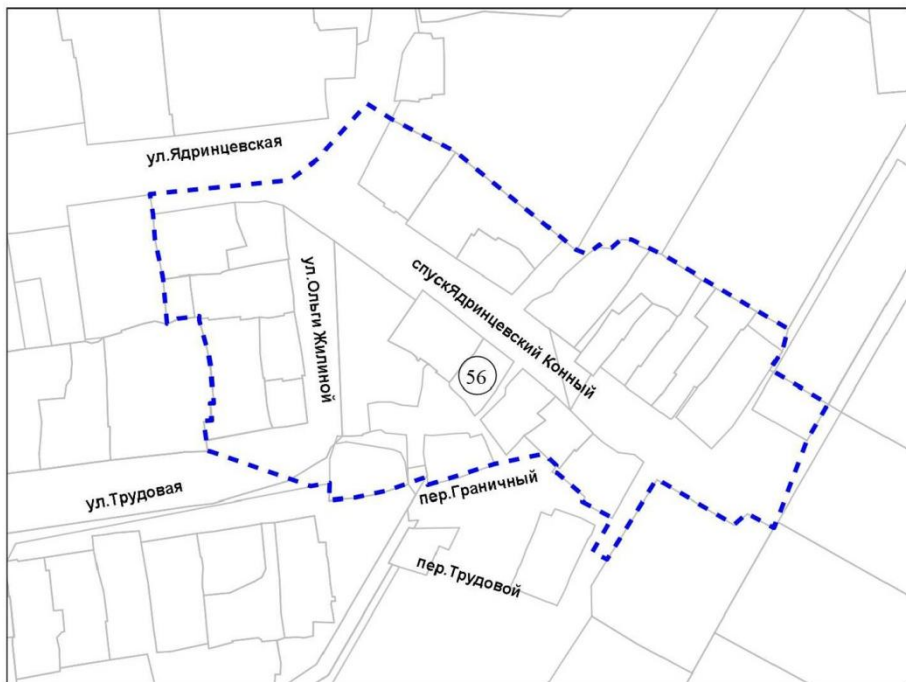 ул.Ядринцевская
спускЯдринцевский Конный
ул.Ольги Жилиной
56
ул.Трудовая
пер.Граничный
пер.Трудовой